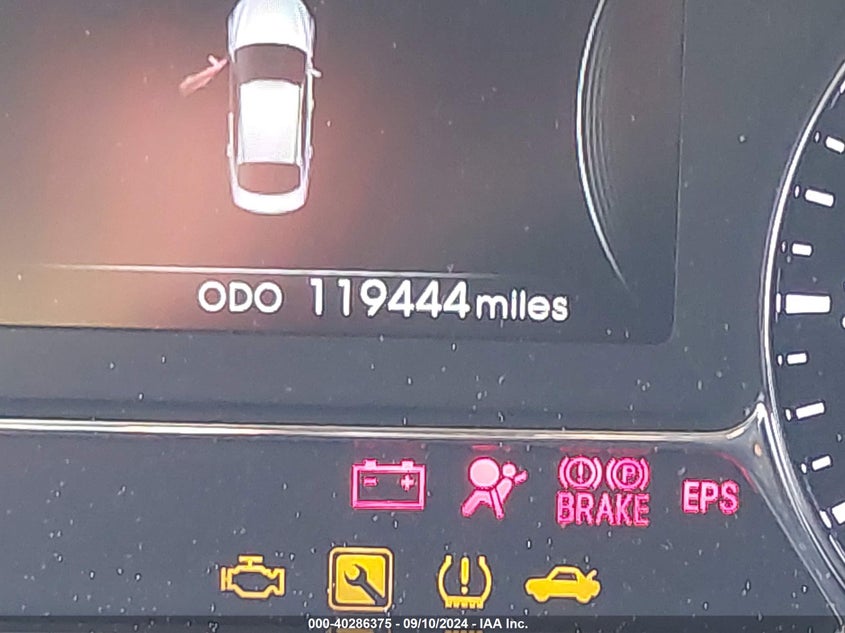 ODO 119444 miles
BRAKE EPS
000-40286375 - 09/10/2024 - IAA Inc.